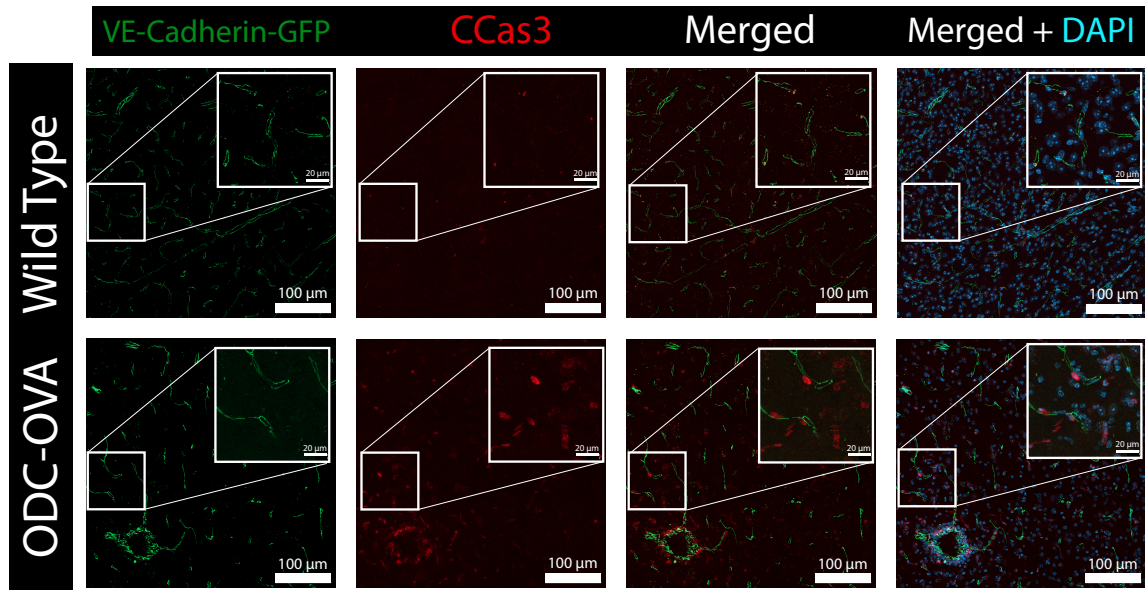 VE-Cadherin-GFP CCas3 Merged Merged + DAPI
Wild Type
20 µm 20 µm 20 µm 20 µm
100 µm 100 µm 100 µm 100 µm
ODC-OVA
20 µm 20 µm 20 µm 20 µm
100 µm 100 µm 100 µm 100 µm